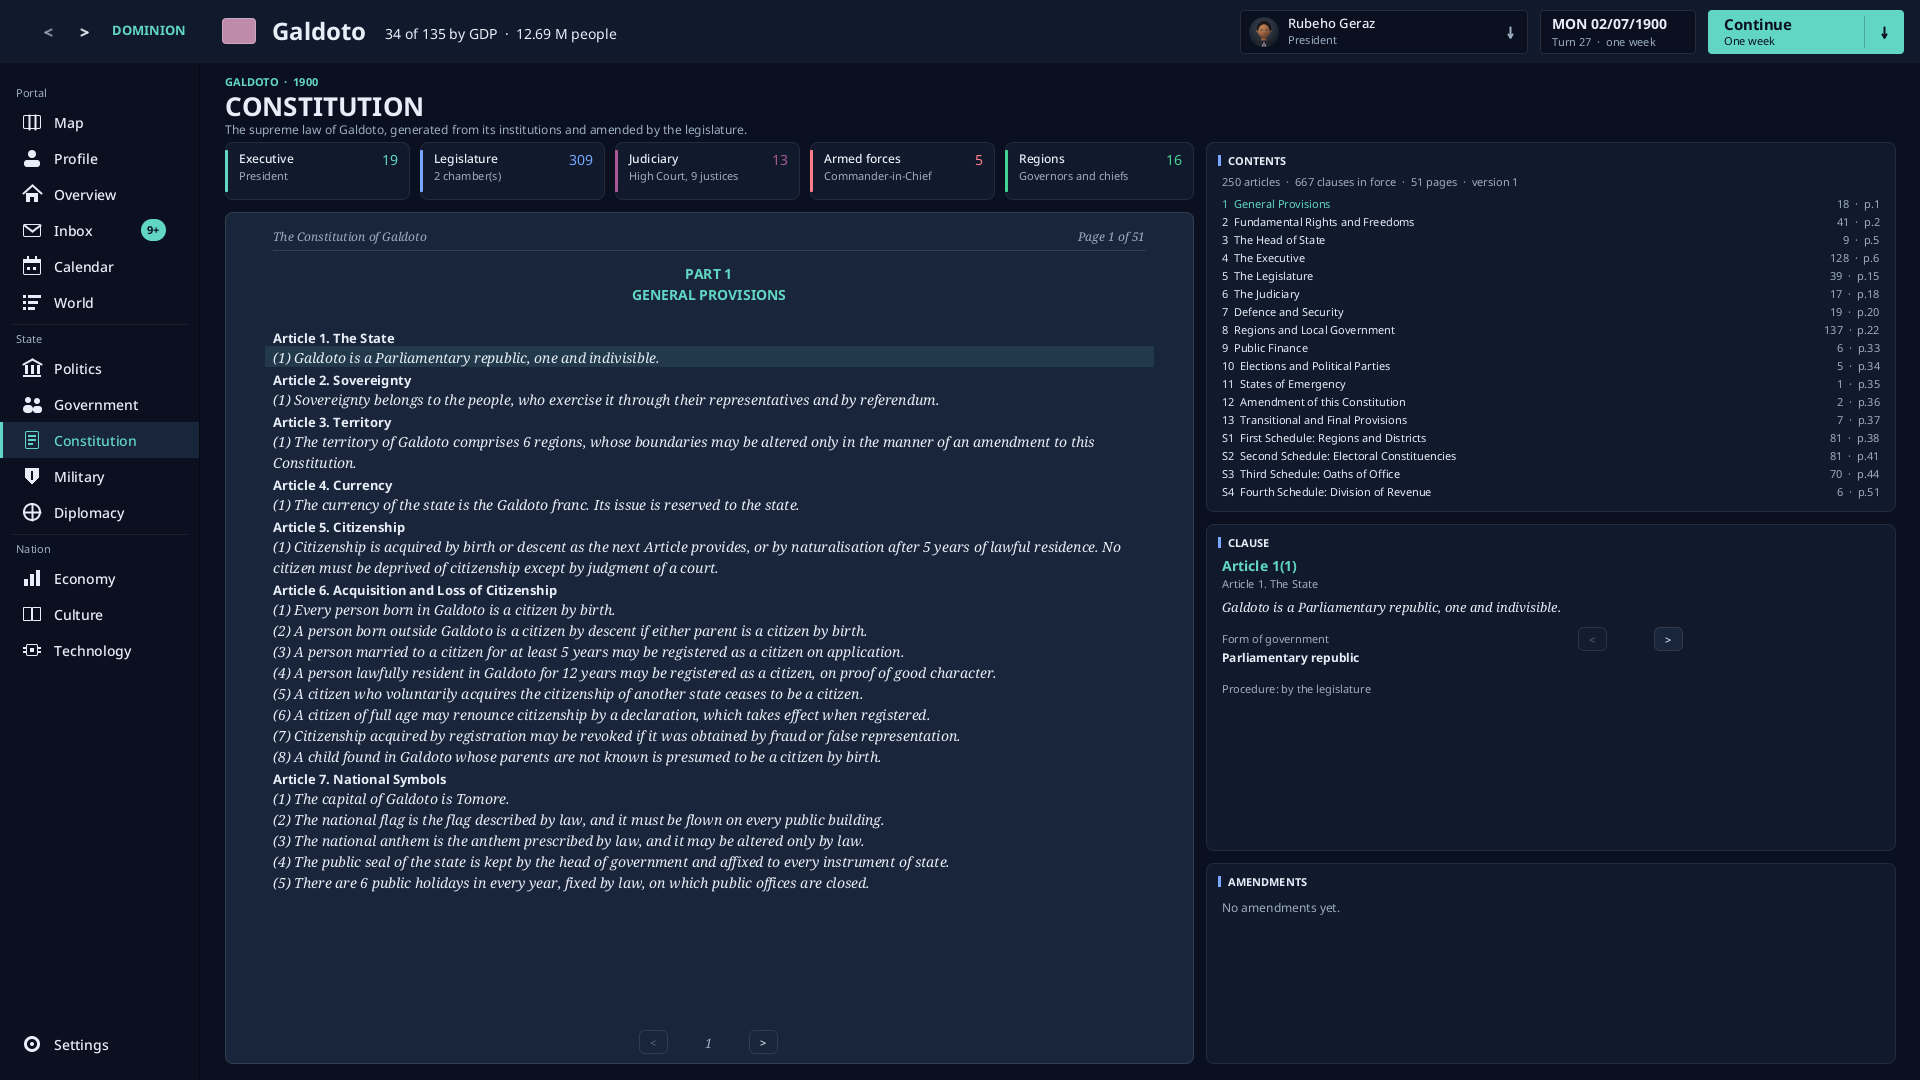 < > DOMINION
Galdoto 34 of 135 by GDP · 12.69 M people
Rubeho Geraz
President
MON 02/07/1900
Turn 27 · one week
Continue
One week
Portal
Map
Profile
Overview
Inbox 9+
Calendar
World
State
Politics
Government
Constitution
Military
Diplomacy
Nation
Economy
Culture
Technology
Settings
GALDOTO · 1900
CONSTITUTION
The supreme law of Galdoto, generated from its institutions and amended by the legislature.
Executive 19
President
Legislature 309
2 chamber(s)
Judiciary 13
High Court, 9 justices
Armed forces 5
Commander-in-Chief
Regions 16
Governors and chiefs
The Constitution of Galdoto Page 1 of 51
PART 1
GENERAL PROVISIONS
Article 1. The State
(1) Galdoto is a Parliamentary republic, one and indivisible.
Article 2. Sovereignty
(1) Sovereignty belongs to the people, who exercise it through their representatives and by referendum.
Article 3. Territory
(1) The territory of Galdoto comprises 6 regions, whose boundaries may be altered only in the manner of an amendment to this
Constitution.
Article 4. Currency
(1) The currency of the state is the Galdoto franc. Its issue is reserved to the state.
Article 5. Citizenship
(1) Citizenship is acquired by birth or descent as the next Article provides, or by naturalisation after 5 years of lawful residence. No
citizen must be deprived of citizenship except by judgment of a court.
Article 6. Acquisition and Loss of Citizenship
(1) Every person born in Galdoto is a citizen by birth.
(2) A person born outside Galdoto is a citizen by descent if either parent is a citizen by birth.
(3) A person married to a citizen for at least 5 years may be registered as a citizen on application.
(4) A person lawfully resident in Galdoto for 12 years may be registered as a citizen, on proof of good character.
(5) A citizen who voluntarily acquires the citizenship of another state ceases to be a citizen.
(6) A citizen of full age may renounce citizenship by a declaration, which takes effect when registered.
(7) Citizenship acquired by registration may be revoked if it was obtained by fraud or false representation.
(8) A child found in Galdoto whose parents are not known is presumed to be a citizen by birth.
Article 7. National Symbols
(1) The capital of Galdoto is Tomore.
(2) The national flag is the flag described by law, and it must be flown on every public building.
(3) The national anthem is the anthem prescribed by law, and it may be altered only by law.
(4) The public seal of the state is kept by the head of government and affixed to every instrument of state.
(5) There are 6 public holidays in every year, fixed by law, on which public offices are closed.
< 1 >
CONTENTS
250 articles · 667 clauses in force · 51 pages · version 1
1 General Provisions 18 · p.1
2 Fundamental Rights and Freedoms 41 · p.2
3 The Head of State 9 · p.5
4 The Executive 128 · p.6
5 The Legislature 39 · p.15
6 The Judiciary 17 · p.18
7 Defence and Security 19 · p.20
8 Regions and Local Government 137 · p.22
9 Public Finance 6 · p.33
10 Elections and Political Parties 5 · p.34
11 States of Emergency 1 · p.35
12 Amendment of this Constitution 2 · p.36
13 Transitional and Final Provisions 7 · p.37
S1 First Schedule: Regions and Districts 81 · p.38
S2 Second Schedule: Electoral Constituencies 81 · p.41
S3 Third Schedule: Oaths of Office 70 · p.44
S4 Fourth Schedule: Division of Revenue 6 · p.51
CLAUSE
Article 1(1)
Article 1. The State
Galdoto is a Parliamentary republic, one and indivisible.
Form of government < >
Parliamentary republic
Procedure: by the legislature
AMENDMENTS
No amendments yet.